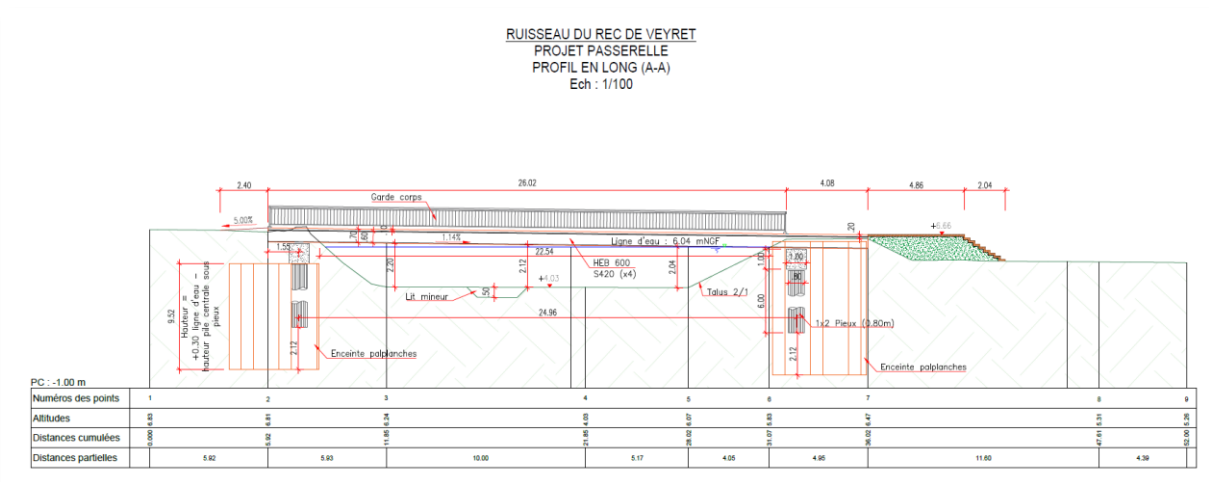 RUISSEAU DU REC DE VEYRET
PROJET PASSERELLE
PROFIL EN LONG (A-A)
Ech : 1/100
2.40
26.02
4.08
4.86
2.04
Garde corps
5.00%
+6.66
.70
.60
.10
1.14%
Ligne d'eau : 6.04 mNGF
.20
1.55
22.54
HEB 600
S420 (x4)
2.20
2.12
2.04
1.00
1.60
.80
+4.03
Lit mineur
.50
Talus 2/1
6.00
9.52
Hauteur =
+0.30 ligne d'eau –
hauteur pile centrale sous
pieux
24.96
1x2 Pieux (0.80m)
2.12
2.12
Enceinte palplanches
Enceinte palplanches
PC : -1.00 m
Numéros des points 1 2 3 4 5 6 7 8 9
Altitudes 6.83 6.81 6.24 4.03 6.07 5.83 6.47 5.31 5.26
Distances cumulées 0.000 5.92 11.85 21.85 28.02 31.07 36.02 47.61 52.00
Distances partielles 5.92 5.93 10.00 5.17 4.05 4.95 11.60 4.39